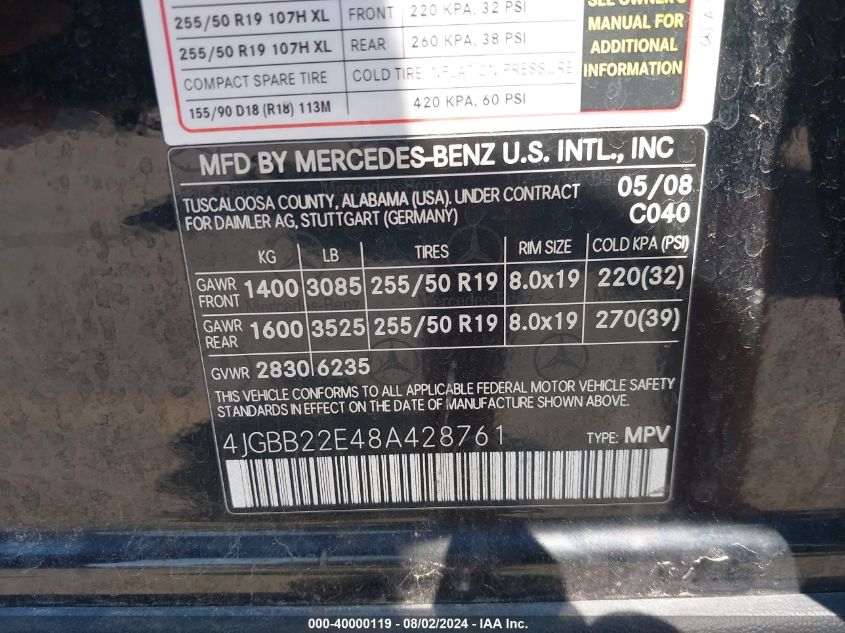 255/50 R19 107H XL FRONT 220 KPA, 32 PSI
255/50 R19 107H XL REAR 260 KPA, 38 PSI
COMPACT SPARE TIRE COLD TIRE INFLATION PRESSURE
155/90 D18 (R18) 113M 420 KPA, 60 PSI
SEE OWNER'S
MANUAL FOR
ADDITIONAL
INFORMATION
MFD BY MERCEDES-BENZ U.S. INTL., INC
TUSCALOOSA COUNTY, ALABAMA (USA). UNDER CONTRACT 05/08
FOR DAIMLER AG, STUTTGART (GERMANY) C040
KG LB TIRES RIM SIZE COLD KPA (PSI)
GAWR FRONT 1400 3085 255/50 R19 8.0x19 220(32)
GAWR REAR 1600 3525 255/50 R19 8.0x19 270(39)
GVWR 2830 6235
THIS VEHICLE CONFORMS TO ALL APPLICABLE FEDERAL MOTOR VEHICLE SAFETY
STANDARDS IN EFFECT ON THE DATE OF MANUFACTURE SHOWN ABOVE.
4JGBB22E48A428761 TYPE: MPV
000-40000119 - 08/02/2024 - IAA Inc.